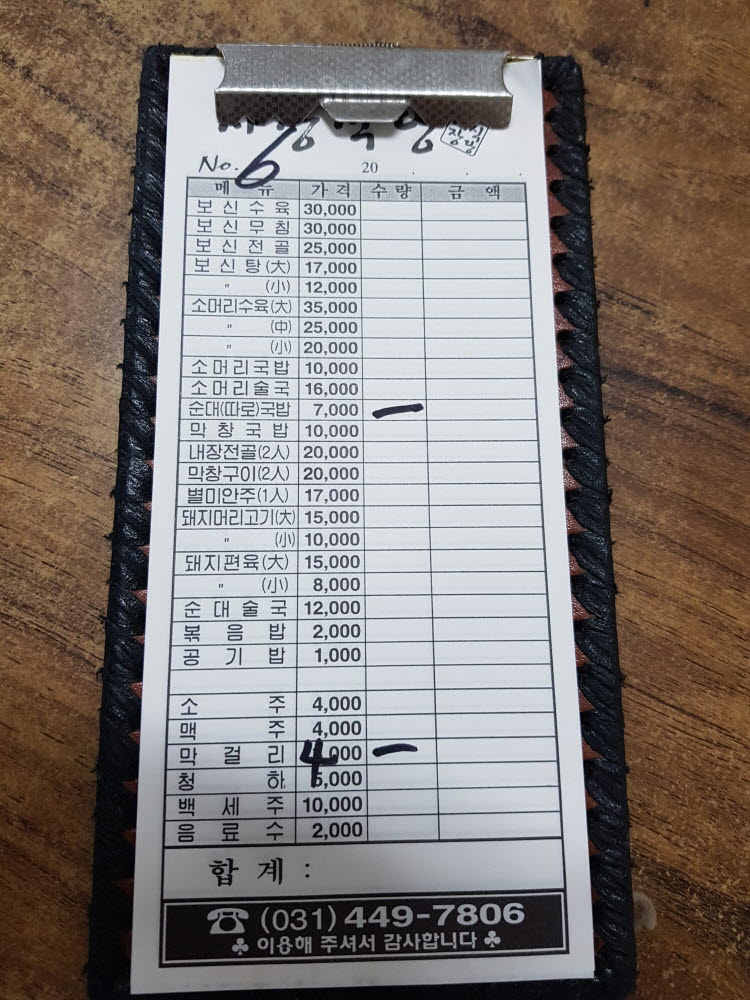 No. 6 20 . . .
메 뉴 가 격 수 량 금 액
보 신 수 육 30,000
보 신 무 침 30,000
보 신 전 골 25,000
보 신 탕 (大) 17,000
〃 (小) 12,000
소머리수육(大) 35,000
〃 (中) 25,000
〃 (小) 20,000
소 머 리 국 밥 10,000
소 머 리 술 국 16,000
순대(따로)국밥 7,000 一
막 창 국 밥 10,000
내장전골(2人) 20,000
막창구이(2人) 20,000
별미안주(1人) 17,000
돼지머리고기(大) 15,000
〃 (小) 10,000
돼지편육(大) 15,000
〃 (小) 8,000
순 대 술 국 12,000
볶 음 밥 2,000
공 기 밥 1,000
소 주 4,000
맥 주 4,000
막 걸 리 4,000 一
청 하 5,000
백 세 주 10,000
음 료 수 2,000
합 계 :
☎ (031) 449-7806
♣ 이용해 주셔서 감사합니다 ♣